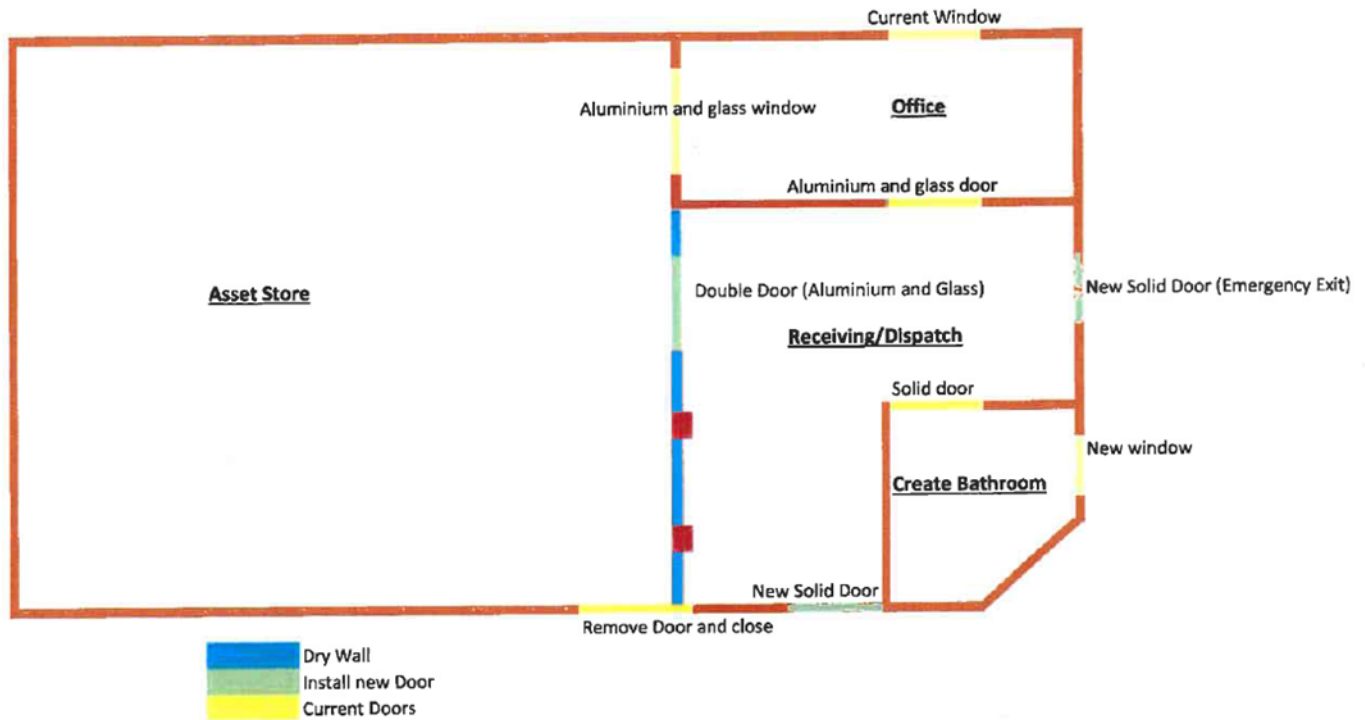 Current Window
Aluminium and glass window
Office
Aluminium and glass door
Asset Store
Double Door (Aluminium and Glass)
New Solid Door (Emergency Exit)
Receiving/Dispatch
Solid door
New window
Create Bathroom
New Solid Door
Remove Door and close
Dry Wall
Install new Door
Current Doors